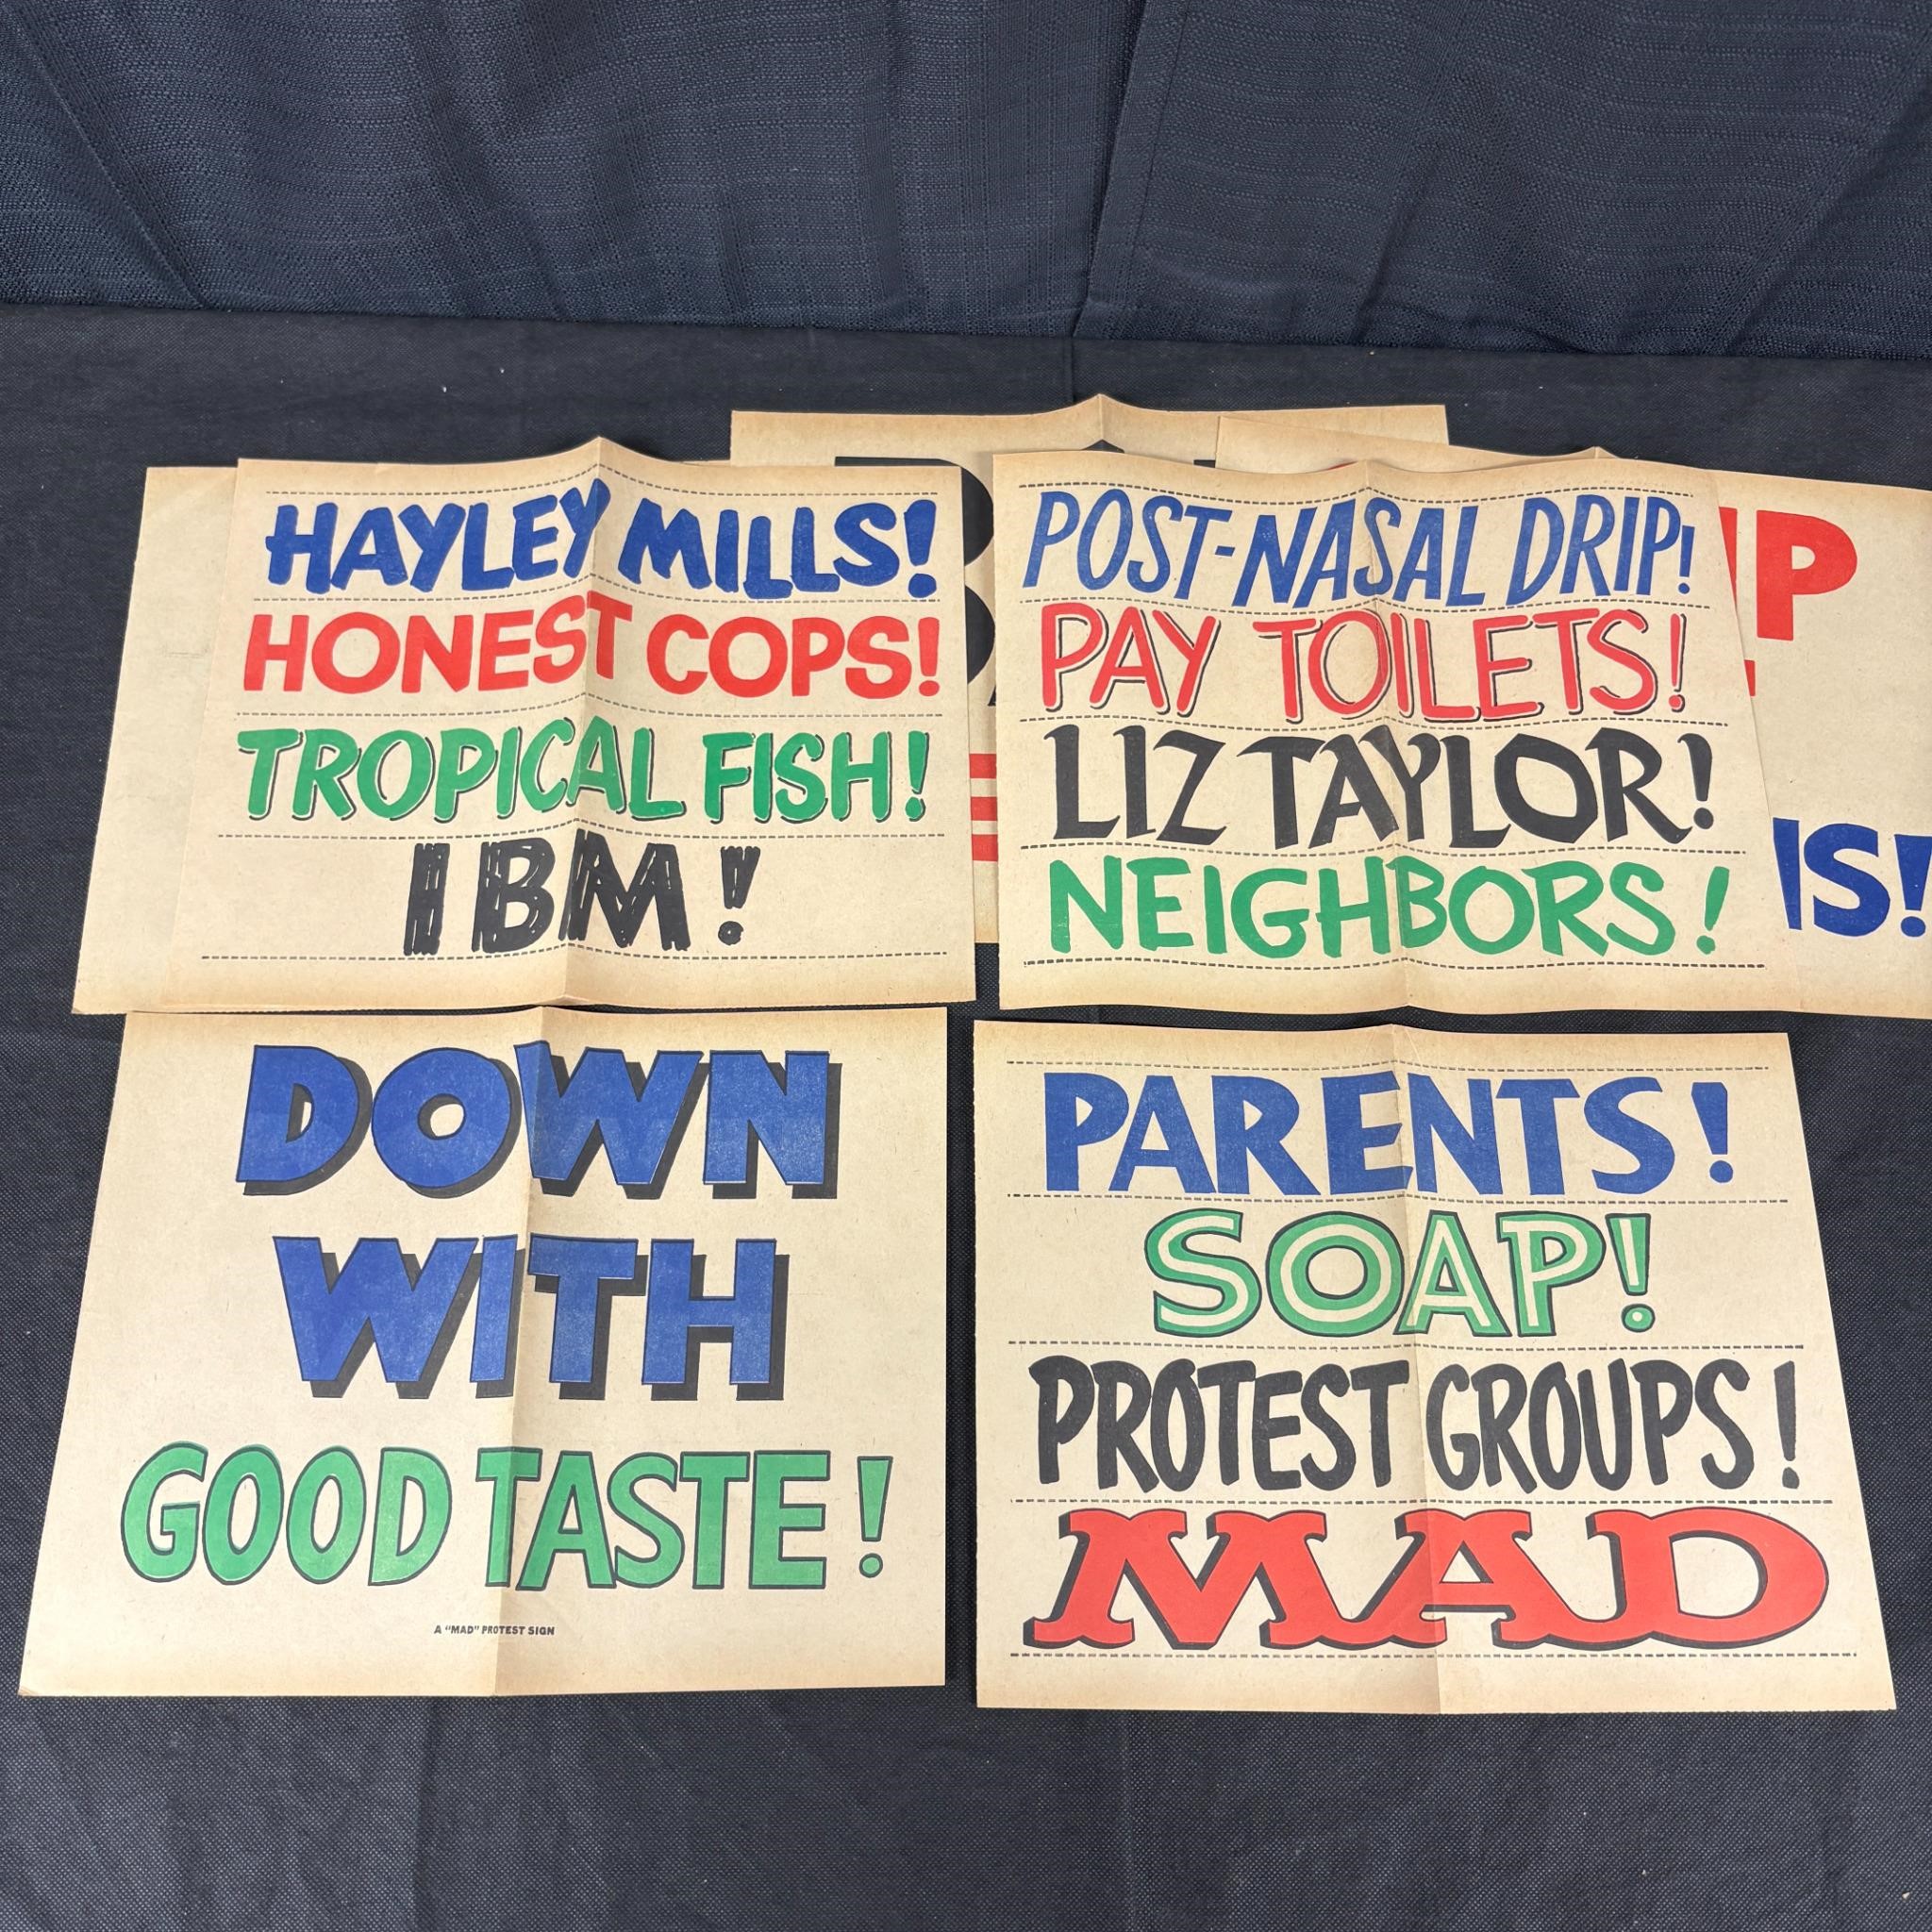 HAYLEY MILLS!
HONEST COPS!
TROPICAL FISH!
IBM!
POST-NASAL DRIP!
PAY TOILETS!
LIZ TAYLOR!
NEIGHBORS!
DOWN
WITH
GOOD TASTE!
A "MAD" PROTEST SIGN
PARENTS!
SOAP!
PROTEST GROUPS!
MAD